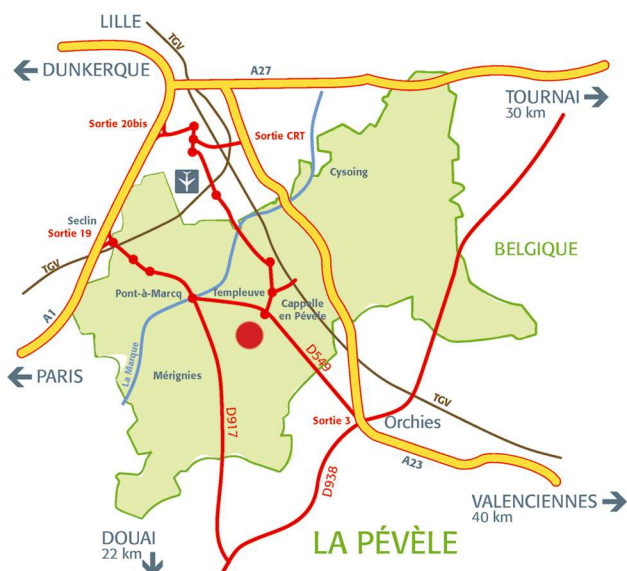 LILLE
TGV
DUNKERQUE
A27
TOURNAI
30 km
Sortie 20bis
Sortie CRT
Cysoing
Seclin
Sortie 19
BELGIQUE
TGV
Pont-à-Marcq
Templeuve
Cappelle
en Pévèle
A1
La Marque
D549
PARIS
Mérignies
D917
TGV
Sortie 3
Orchies
A23
D938
VALENCIENNES
40 km
DOUAI
22 km
LA PÉVÈLE